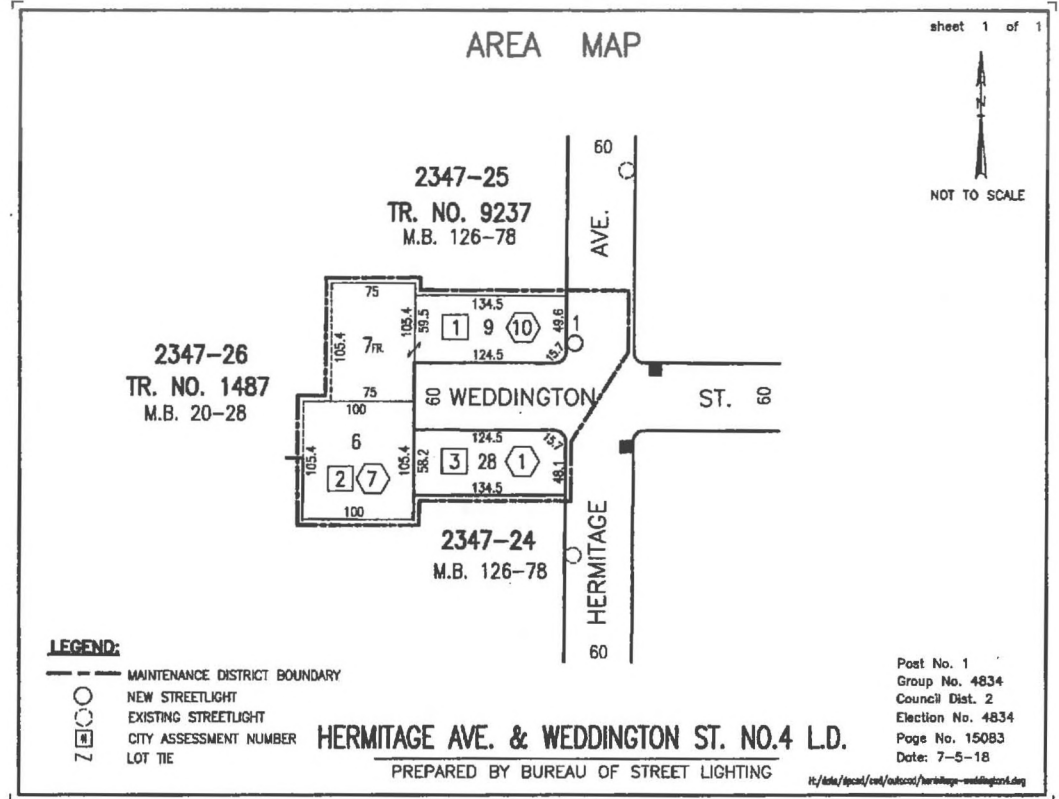 sheet 1 of 1
AREA MAP
N
NOT TO SCALE
60
2347-25
TR. NO. 9237
M.B. 126-78
AVE.
75
134.5
105.4
7FR.
105.4
59.5
1 9 10
49.6
1
124.5
15.7
2347-26
TR. NO. 1487
M.B. 20-28
75
100
60 WEDDINGTON ST. 60
6
105.4
105.4
2 7
100
124.5
15.7
58.2
3 28 1
48.1
134.5
2347-24
M.B. 126-78
HERMITAGE
60
LEGEND:
MAINTENANCE DISTRICT BOUNDARY
NEW STREETLIGHT
EXISTING STREETLIGHT
# CITY ASSESSMENT NUMBER
Z LOT TIE
HERMITAGE AVE. & WEDDINGTON ST. NO.4 L.D.
PREPARED BY BUREAU OF STREET LIGHTING
Post No. 1
Group No. 4834
Council Dist. 2
Election No. 4834
Page No. 15083
Date: 7-5-18